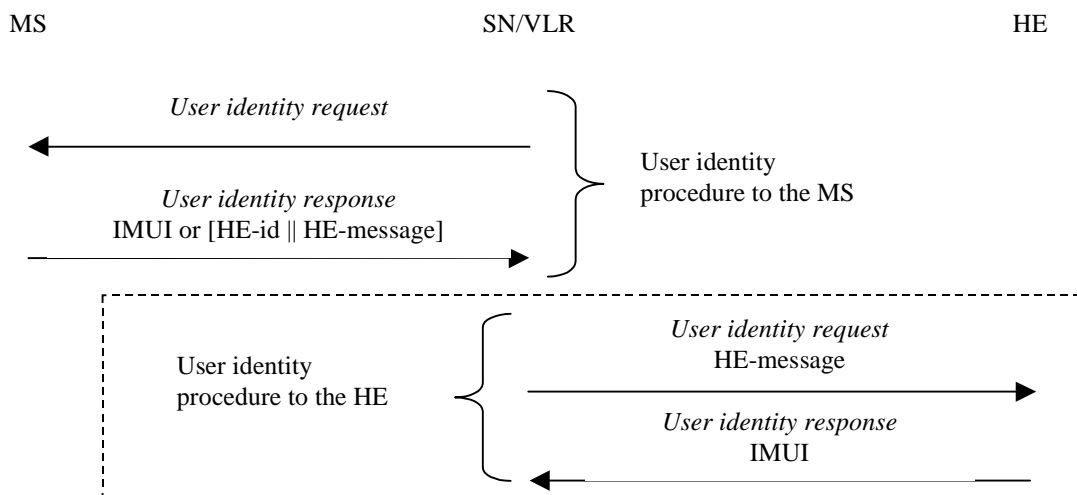 MS SN/VLR HE
User identity request
User identity
procedure to the MS
User identity response
IMUI or [HE-id || HE-message]
User identity request
HE-message
User identity
procedure to the HE
User identity response
IMUI